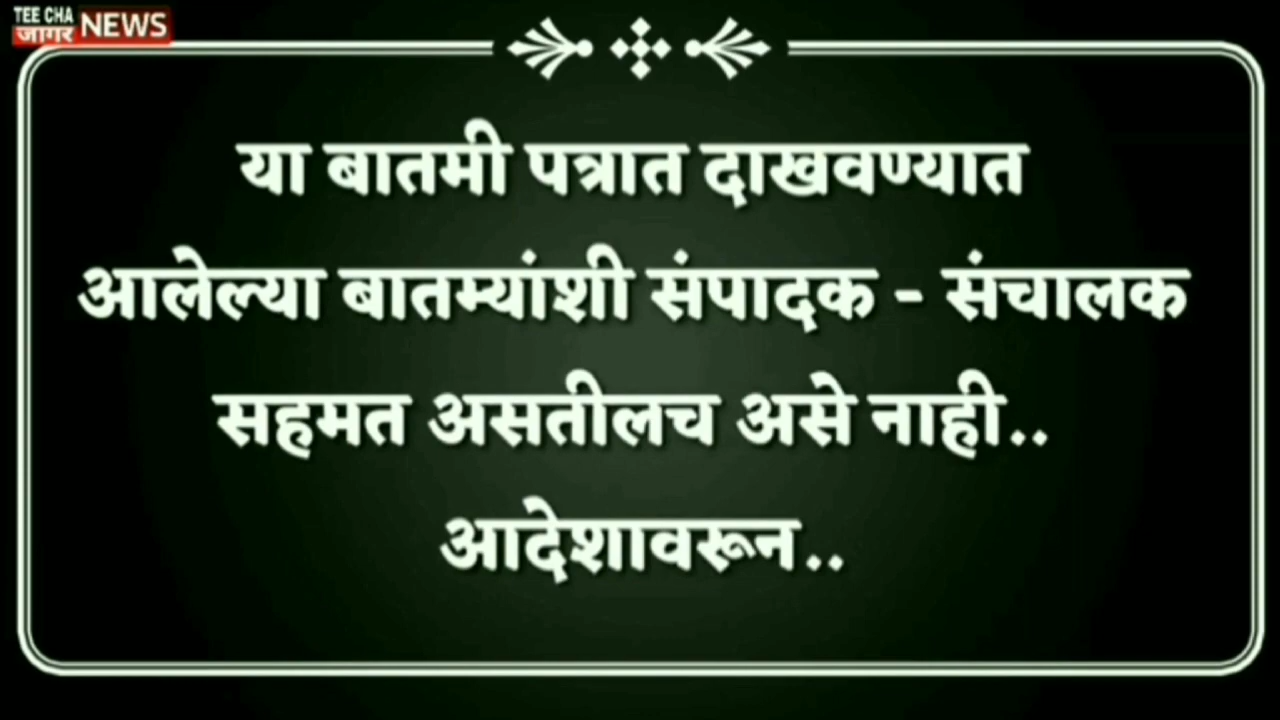 TEE CHA
जागर NEWS
या बातमी पत्रात दाखवण्यात
आलेल्या बातम्यांशी संपादक - संचालक
सहमत असतीलच असे नाही..
आदेशावरून..